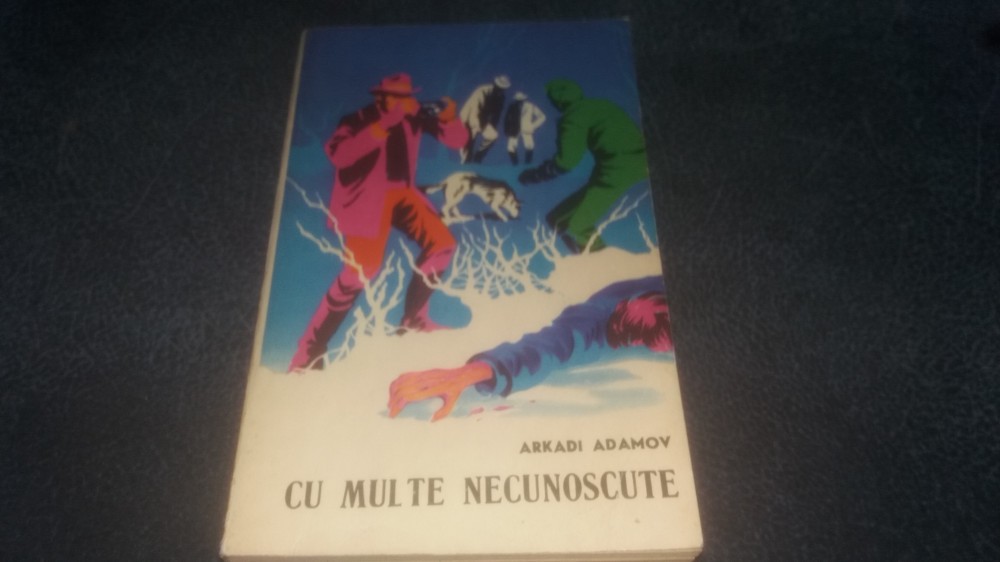 ARKADI ADAMOV
CU MULTE NECUNOSCUTE